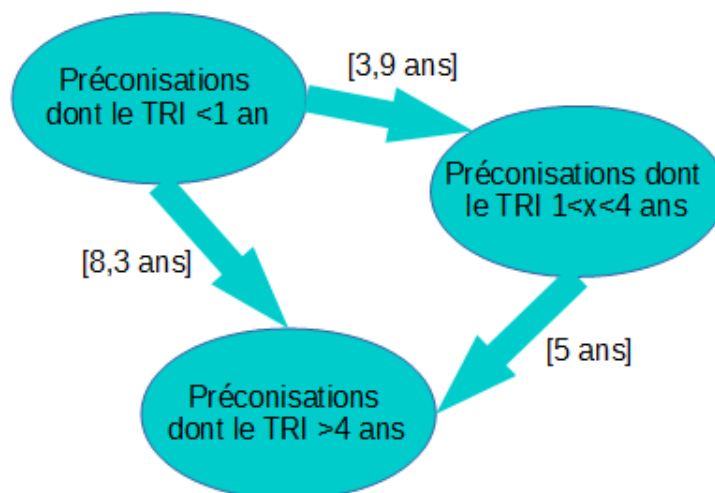 [3,9 ans]
Préconisations
dont le TRI <1 an
Préconisations dont
le TRI 1<x<4 ans
[8,3 ans]
[5 ans]
Préconisations
dont le TRI >4 ans